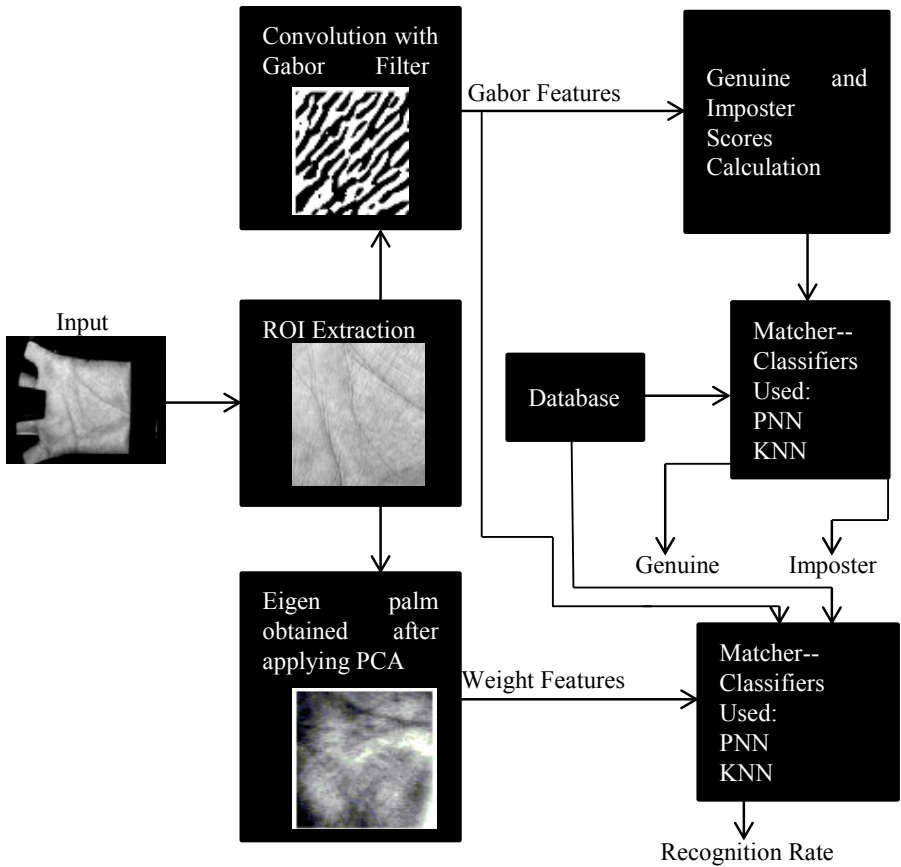 Convolution with
Gabor Filter
Gabor Features
Genuine and
Imposter
Scores
Calculation
Input
ROI Extraction
Database
Matcher--
Classifiers
Used:
PNN
KNN
Genuine
Imposter
Eigen palm
obtained after
applying PCA
Weight Features
Matcher--
Classifiers
Used:
PNN
KNN
Recognition Rate